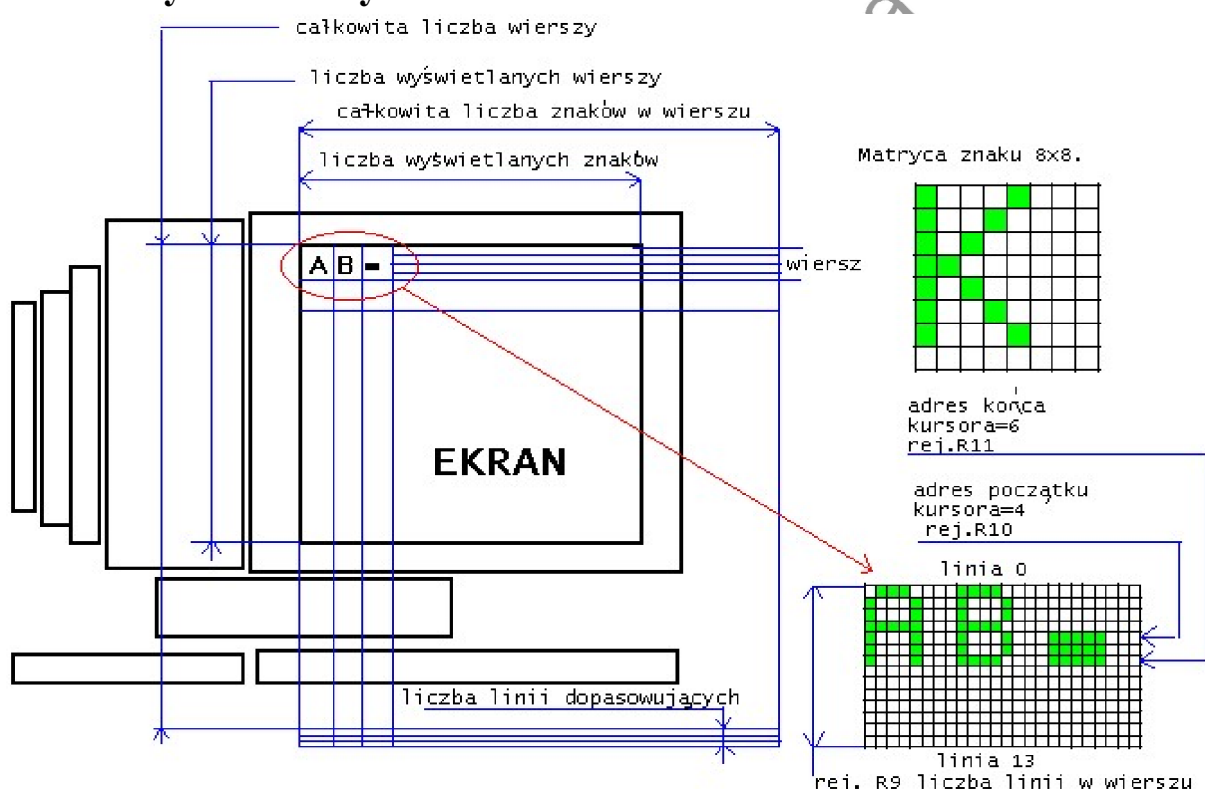 całkowita liczba wierszy
liczba wyświetlanych wierszy
całkowita liczba znaków w wierszu
liczba wyświetlanych znaków
Matryca znaku 8x8.
A B
wiersz
EKRAN
adres końca
kursora=6
rej.R11
adres początku
kursora=4
rej.R10
linia 0
liczba linii dopasowujących
linia 13
rej. R9 liczba linii w wierszu